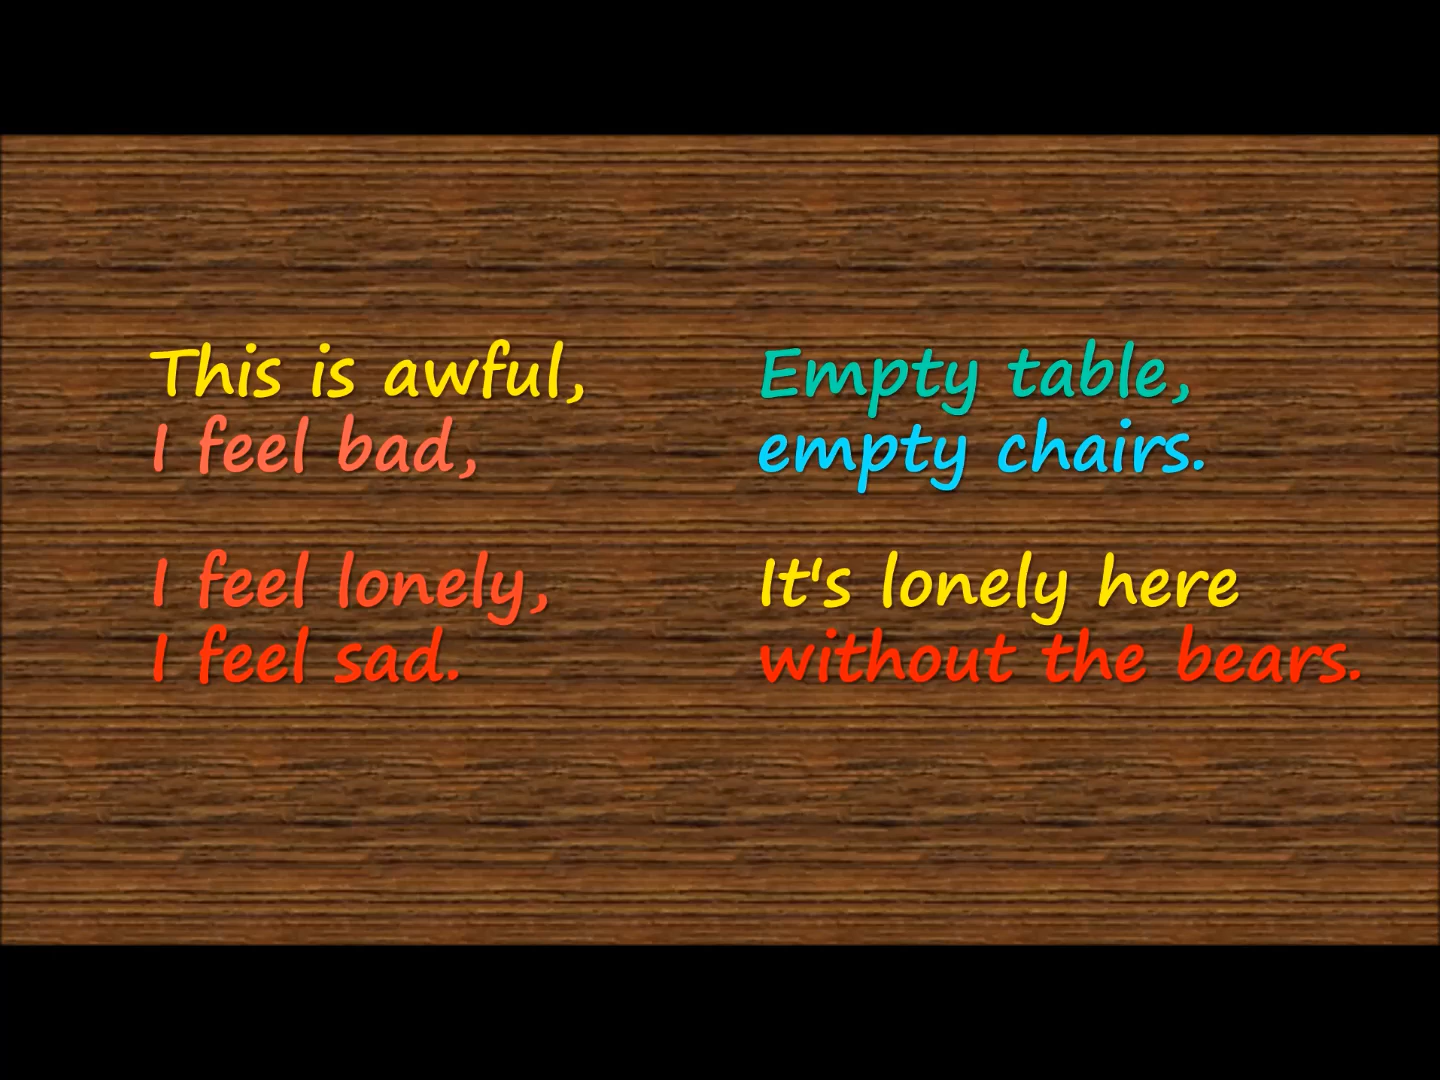 This is awful,
I feel bad,
I feel lonely,
I feel sad.
Empty table,
empty chairs.
It's lonely here
without the bears.